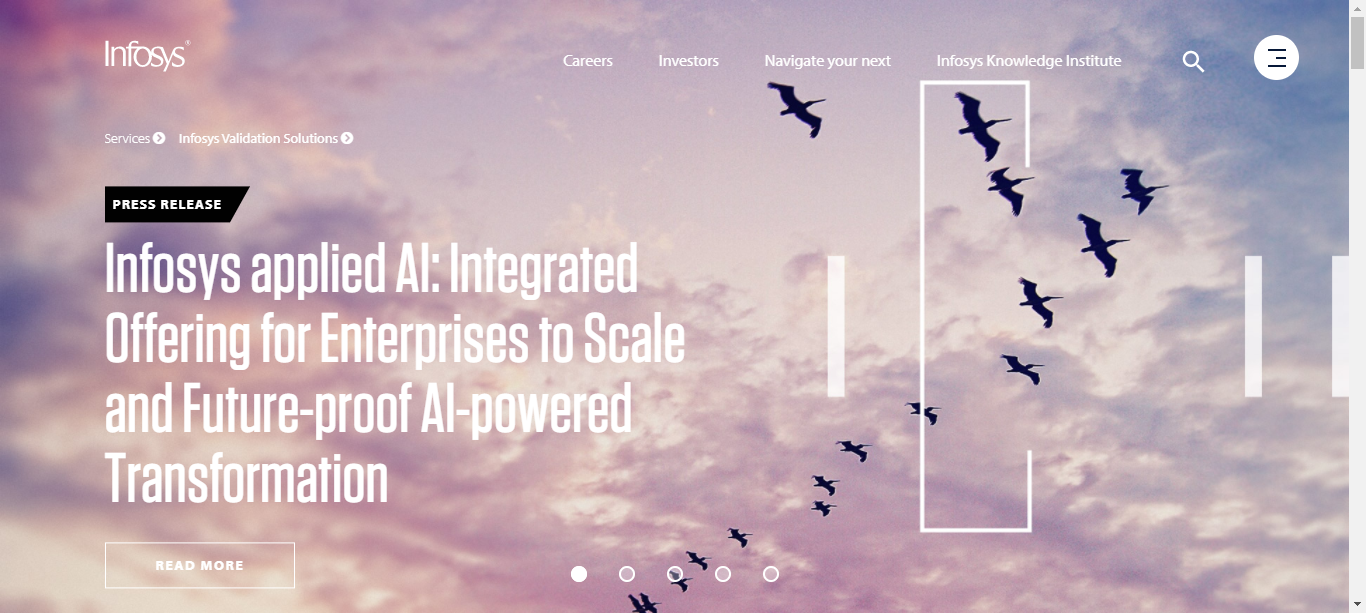 Infosys®
Careers
Investors
Navigate your next
Infosys Knowledge Institute
Services
Infosys Validation Solutions
PRESS RELEASE
Infosys applied AI: Integrated
Offering for Enterprises to Scale
and Future-proof AI-powered
Transformation
READ MORE